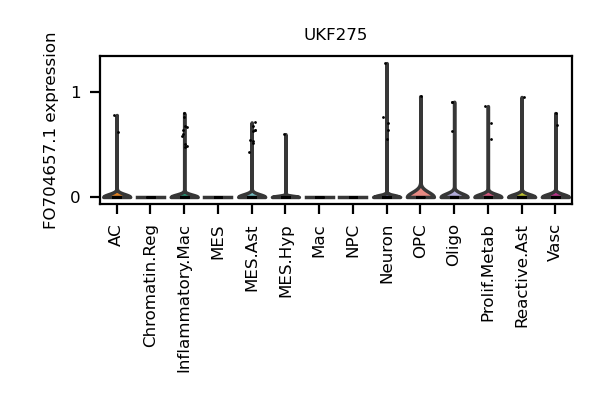 UKF275
FO704657.1 expression
1
0
AC
Chromatin.Reg
Inflammatory.Mac
MES
MES.Ast
MES.Hyp
Mac
NPC
Neuron
OPC
Oligo
Prolif.Metab
Reactive.Ast
Vasc